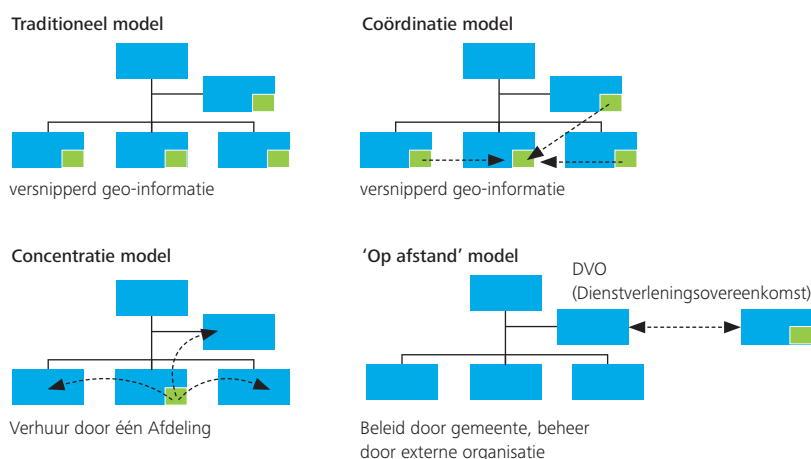 Traditioneel model
Coördinatie model
versnipperd geo-informatie
versnipperd geo-informatie
Concentratie model
‘Op afstand’ model
DVO
(Dienstverleningsovereenkomst)
Verhuur door één Afdeling
Beleid door gemeente, beheer
door externe organisatie